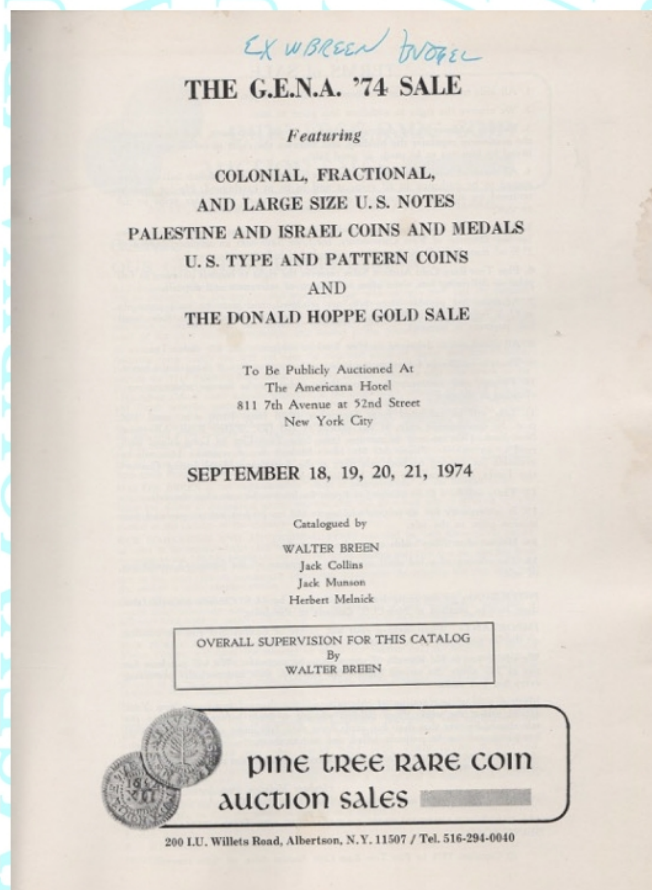 EX WBREEN
THE G.E.N.A. '74 SALE
Featuring
COLONIAL, FRACTIONAL,
AND LARGE SIZE U. S. NOTES
PALESTINE AND ISRAEL COINS AND MEDALS
U. S. TYPE AND PATTERN COINS
AND
THE DONALD HOPPE GOLD SALE
To Be Publicly Auctioned At
The Americana Hotel
811 7th Avenue at 52nd Street
New York City
SEPTEMBER 18, 19, 20, 21, 1974
Catalogued by
WALTER BREEN
Jack Collins
Jack Munson
Herbert Melnick
OVERALL SUPERVISION FOR THIS CATALOG
By
WALTER BREEN
PINE TREE RARE COIN
AUCTION SALES
200 I.U. Willets Road, Albertson, N.Y. 11507 / Tel. 516-294-0040